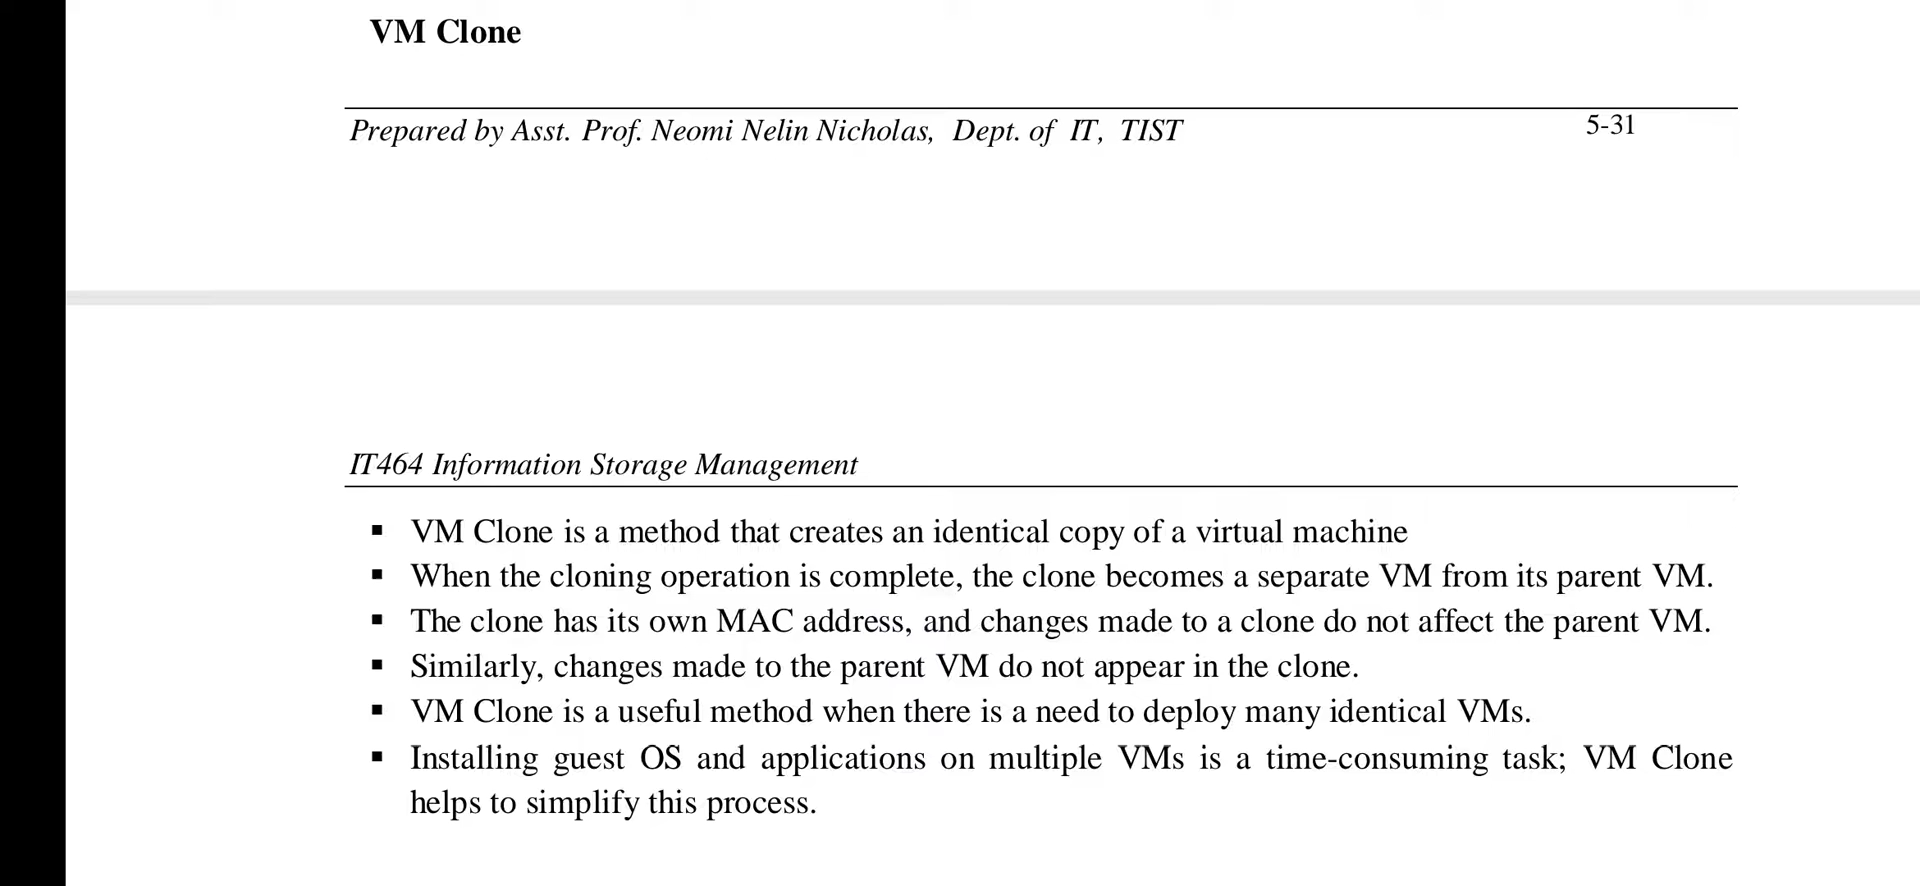 VM Clone
Prepared by Asst. Prof. Neomi Nelin Nicholas, Dept. of IT, TIST 5-31
IT464 Information Storage Management
▪ VM Clone is a method that creates an identical copy of a virtual machine
▪ When the cloning operation is complete, the clone becomes a separate VM from its parent VM.
▪ The clone has its own MAC address, and changes made to a clone do not affect the parent VM.
▪ Similarly, changes made to the parent VM do not appear in the clone.
▪ VM Clone is a useful method when there is a need to deploy many identical VMs.
▪ Installing guest OS and applications on multiple VMs is a time-consuming task; VM Clone
helps to simplify this process.